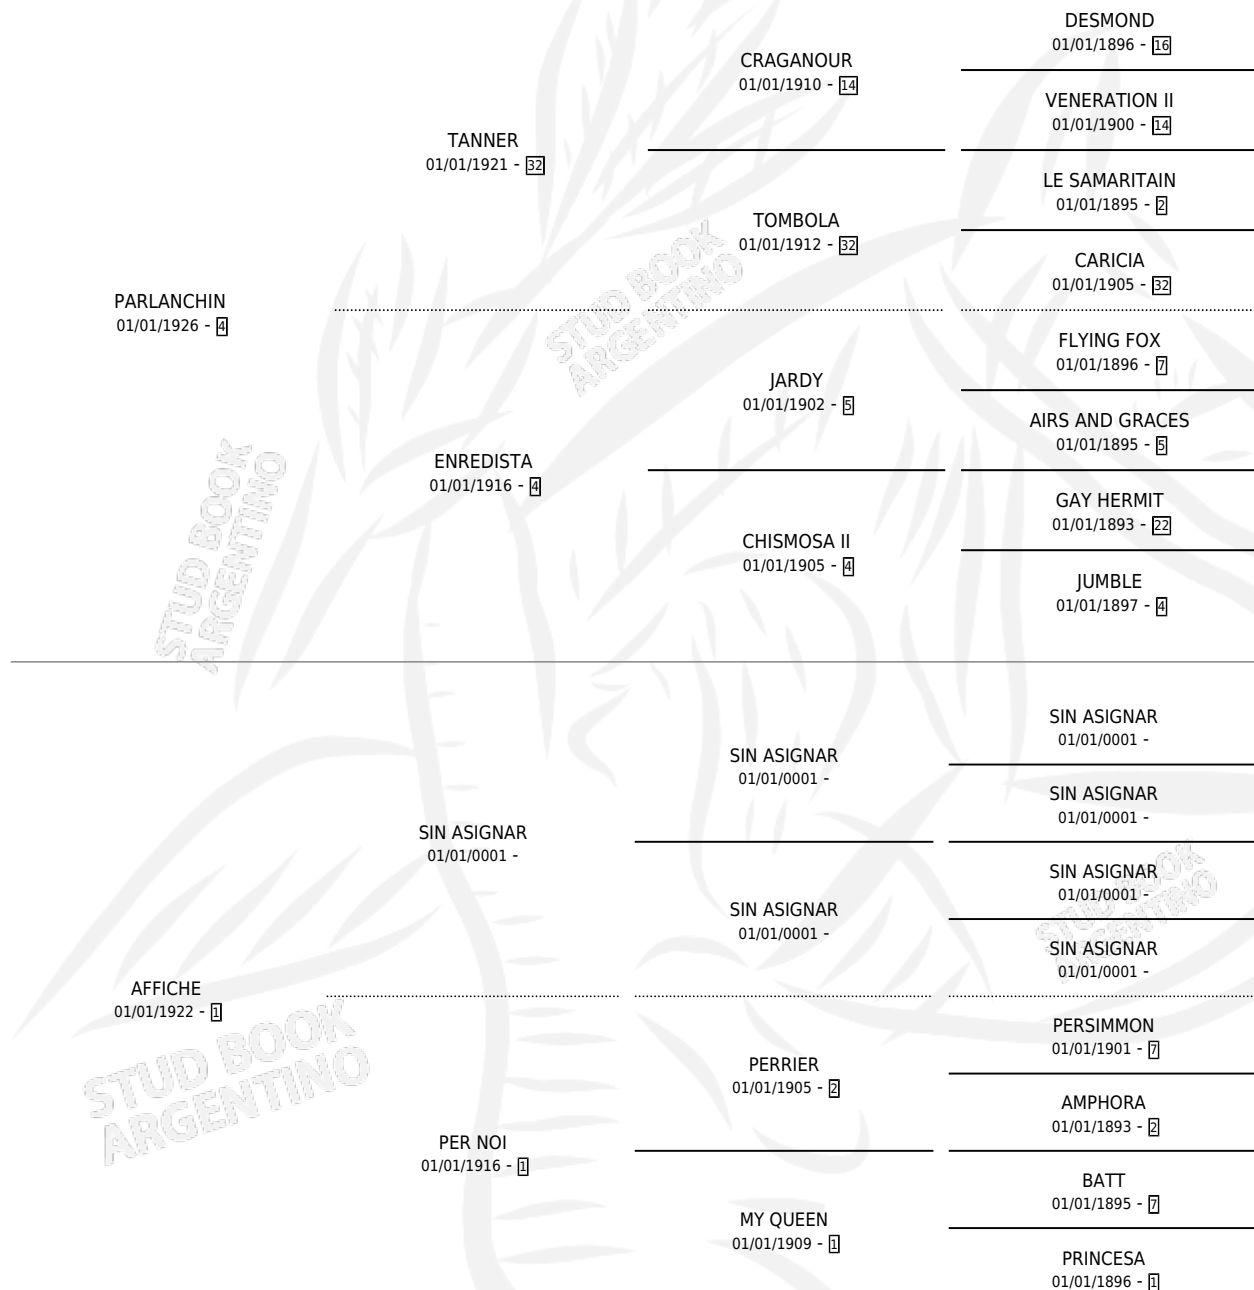 DESMOND
01/01/1896 - 16
CRAGANOUR
01/01/1910 - 14
VENERATION II
01/01/1900 - 14
TANNER
01/01/1921 - 32
LE SAMARITAIN
01/01/1895 - 2
TOMBOLA
01/01/1912 - 32
CARICIA
01/01/1905 - 32
PARLANCHIN
01/01/1926 - 4
FLYING FOX
01/01/1896 - 7
JARDY
01/01/1902 - 5
AIRS AND GRACES
01/01/1895 - 5
ENREDISTA
01/01/1916 - 4
GAY HERMIT
01/01/1893 - 22
CHISMOSA II
01/01/1905 - 4
JUMBLE
01/01/1897 - 4
SIN ASIGNAR
01/01/0001 -
SIN ASIGNAR
01/01/0001 -
SIN ASIGNAR
01/01/0001 -
SIN ASIGNAR
01/01/0001 -
SIN ASIGNAR
01/01/0001 -
SIN ASIGNAR
01/01/0001 -
SIN ASIGNAR
01/01/0001 -
AFFICHE
01/01/1922 - 1
PERSIMMON
01/01/1901 - 7
PERRIER
01/01/1905 - 2
AMPHORA
01/01/1893 - 2
PER NOI
01/01/1916 - 1
BATT
01/01/1895 - 7
MY QUEEN
01/01/1909 - 1
PRINCESA
01/01/1896 - 1
STUD BOOK
ARGENTINO
STUD BOOK
ARGENTINO
STUD BOOK
ARGENTINO
STUD BOOK
ARGENTINO